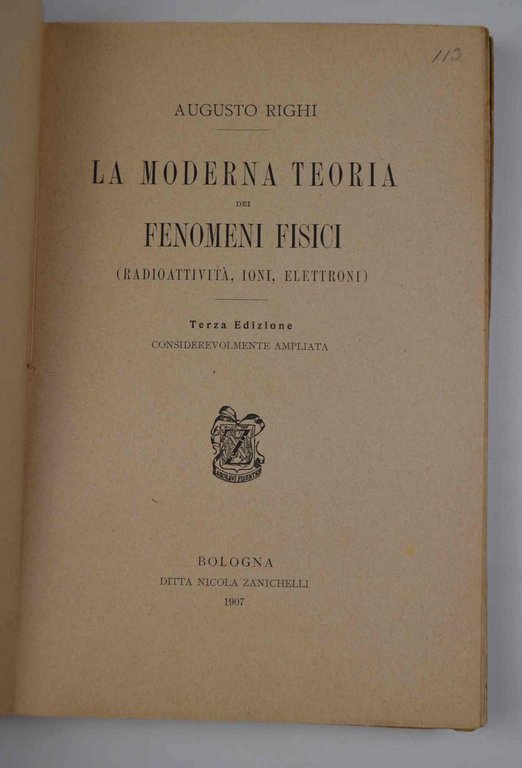 113
AUGUSTO RIGHI
LA MODERNA TEORIA
DEI
FENOMENI FISICI
(RADIOATTIVITÀ, IONI, ELETTRONI)
Terza Edizione
CONSIDEREVOLMENTE AMPLIATA
BOLOGNA
DITTA NICOLA ZANICHELLI
1907